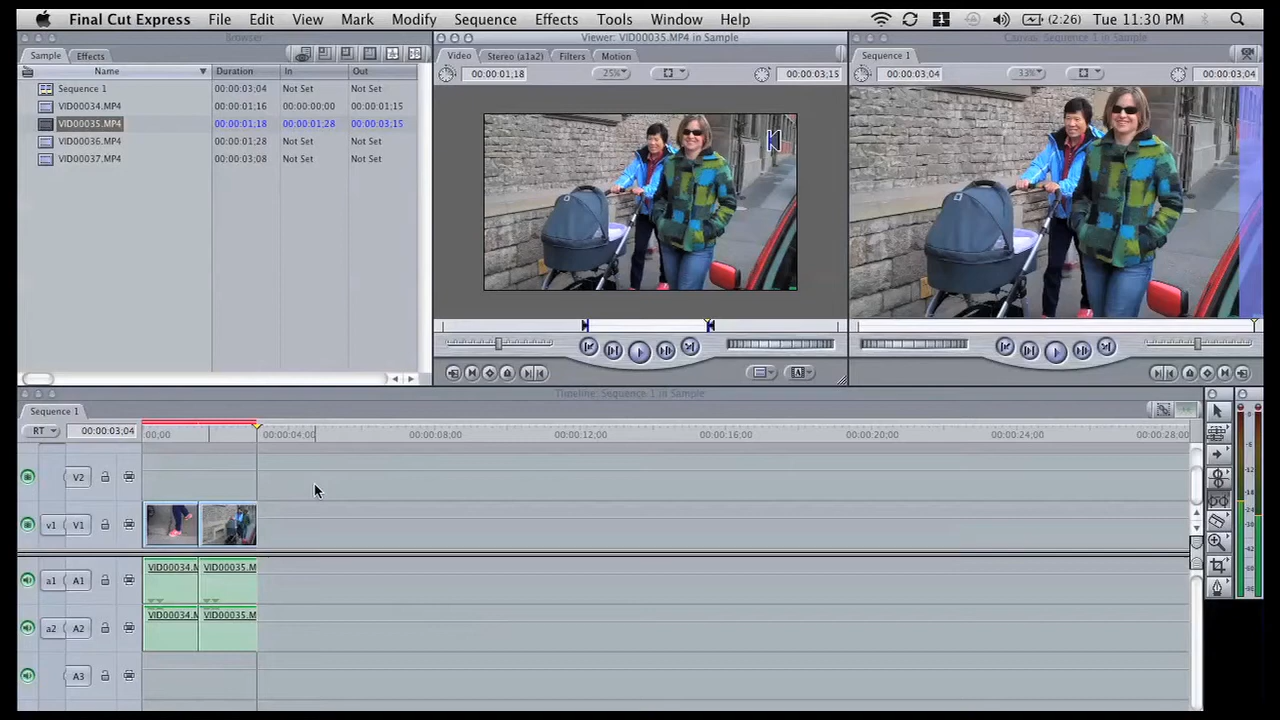 Final Cut Express File Edit View Mark Modify Sequence Effects Tools Window Help (2:26) Tue 11:30 PM
Browser
Viewer: VID00035.MP4 in Sample
Canvas: Sequence 1 in Sample
Sample Effects
Video Stereo (a1a2) Filters Motion
Sequence 1
Name Duration In Out
00:00:01;18 25% 00:00:03;15
00:00:03;04 33% 00:00:03;04
Sequence 1 00:00:03;04 Not Set Not Set
VID00034.MP4 00:00:01;16 00:00:00;00 00:00:01;15
VID00035.MP4 00:00:01;18 00:00:01;28 00:00:03;15
VID00036.MP4 00:00:01;28 Not Set Not Set
VID00037.MP4 00:00:03;08 Not Set Not Set
Timeline: Sequence 1 in Sample
Sequence 1
RT 00:00:03;04 00;00 00:00:04;00 00:00:08;00 00:00:12;00 00:00:16;00 00:00:20;00 00:00:24;00 00:00:28;00
V2
v1 V1
a1 A1 VID00034.M VID00035.M
a2 A2 VID00034.M VID00035.M
A3